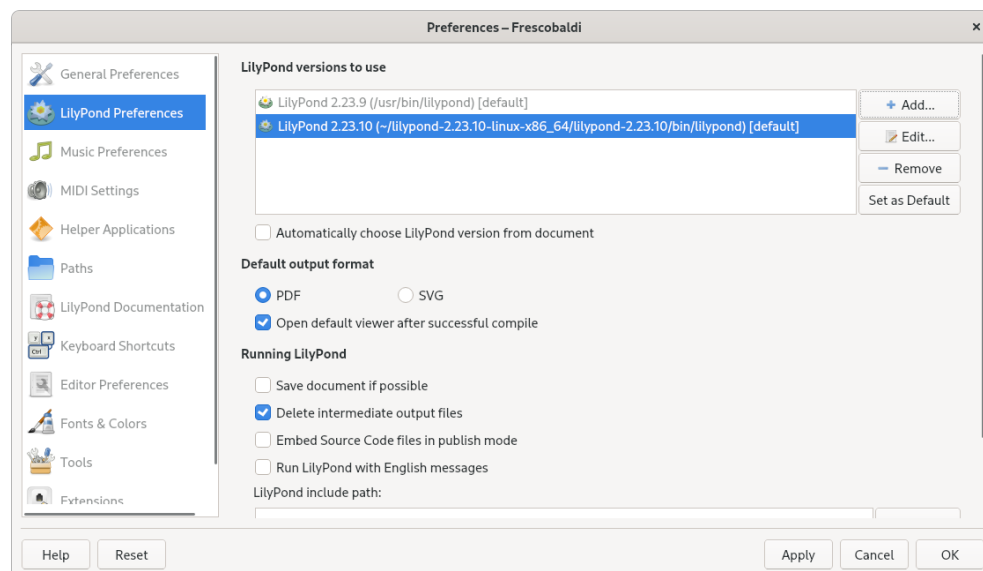 Preferences – Frescobaldi
General Preferences
LilyPond Preferences
Music Preferences
MIDI Settings
Helper Applications
Paths
LilyPond Documentation
Keyboard Shortcuts
Editor Preferences
Fonts & Colors
Tools
Extensions
LilyPond versions to use
LilyPond 2.23.9 (/usr/bin/lilypond) [default]
LilyPond 2.23.10 (~/lilypond-2.23.10-linux-x86_64/lilypond-2.23.10/bin/lilypond) [default]
Add...
Edit...
Remove
Set as Default
Automatically choose LilyPond version from document
Default output format
PDF
SVG
Open default viewer after successful compile
Running LilyPond
Save document if possible
Delete intermediate output files
Embed Source Code files in publish mode
Run LilyPond with English messages
LilyPond include path:
Help
Reset
Apply
Cancel
OK